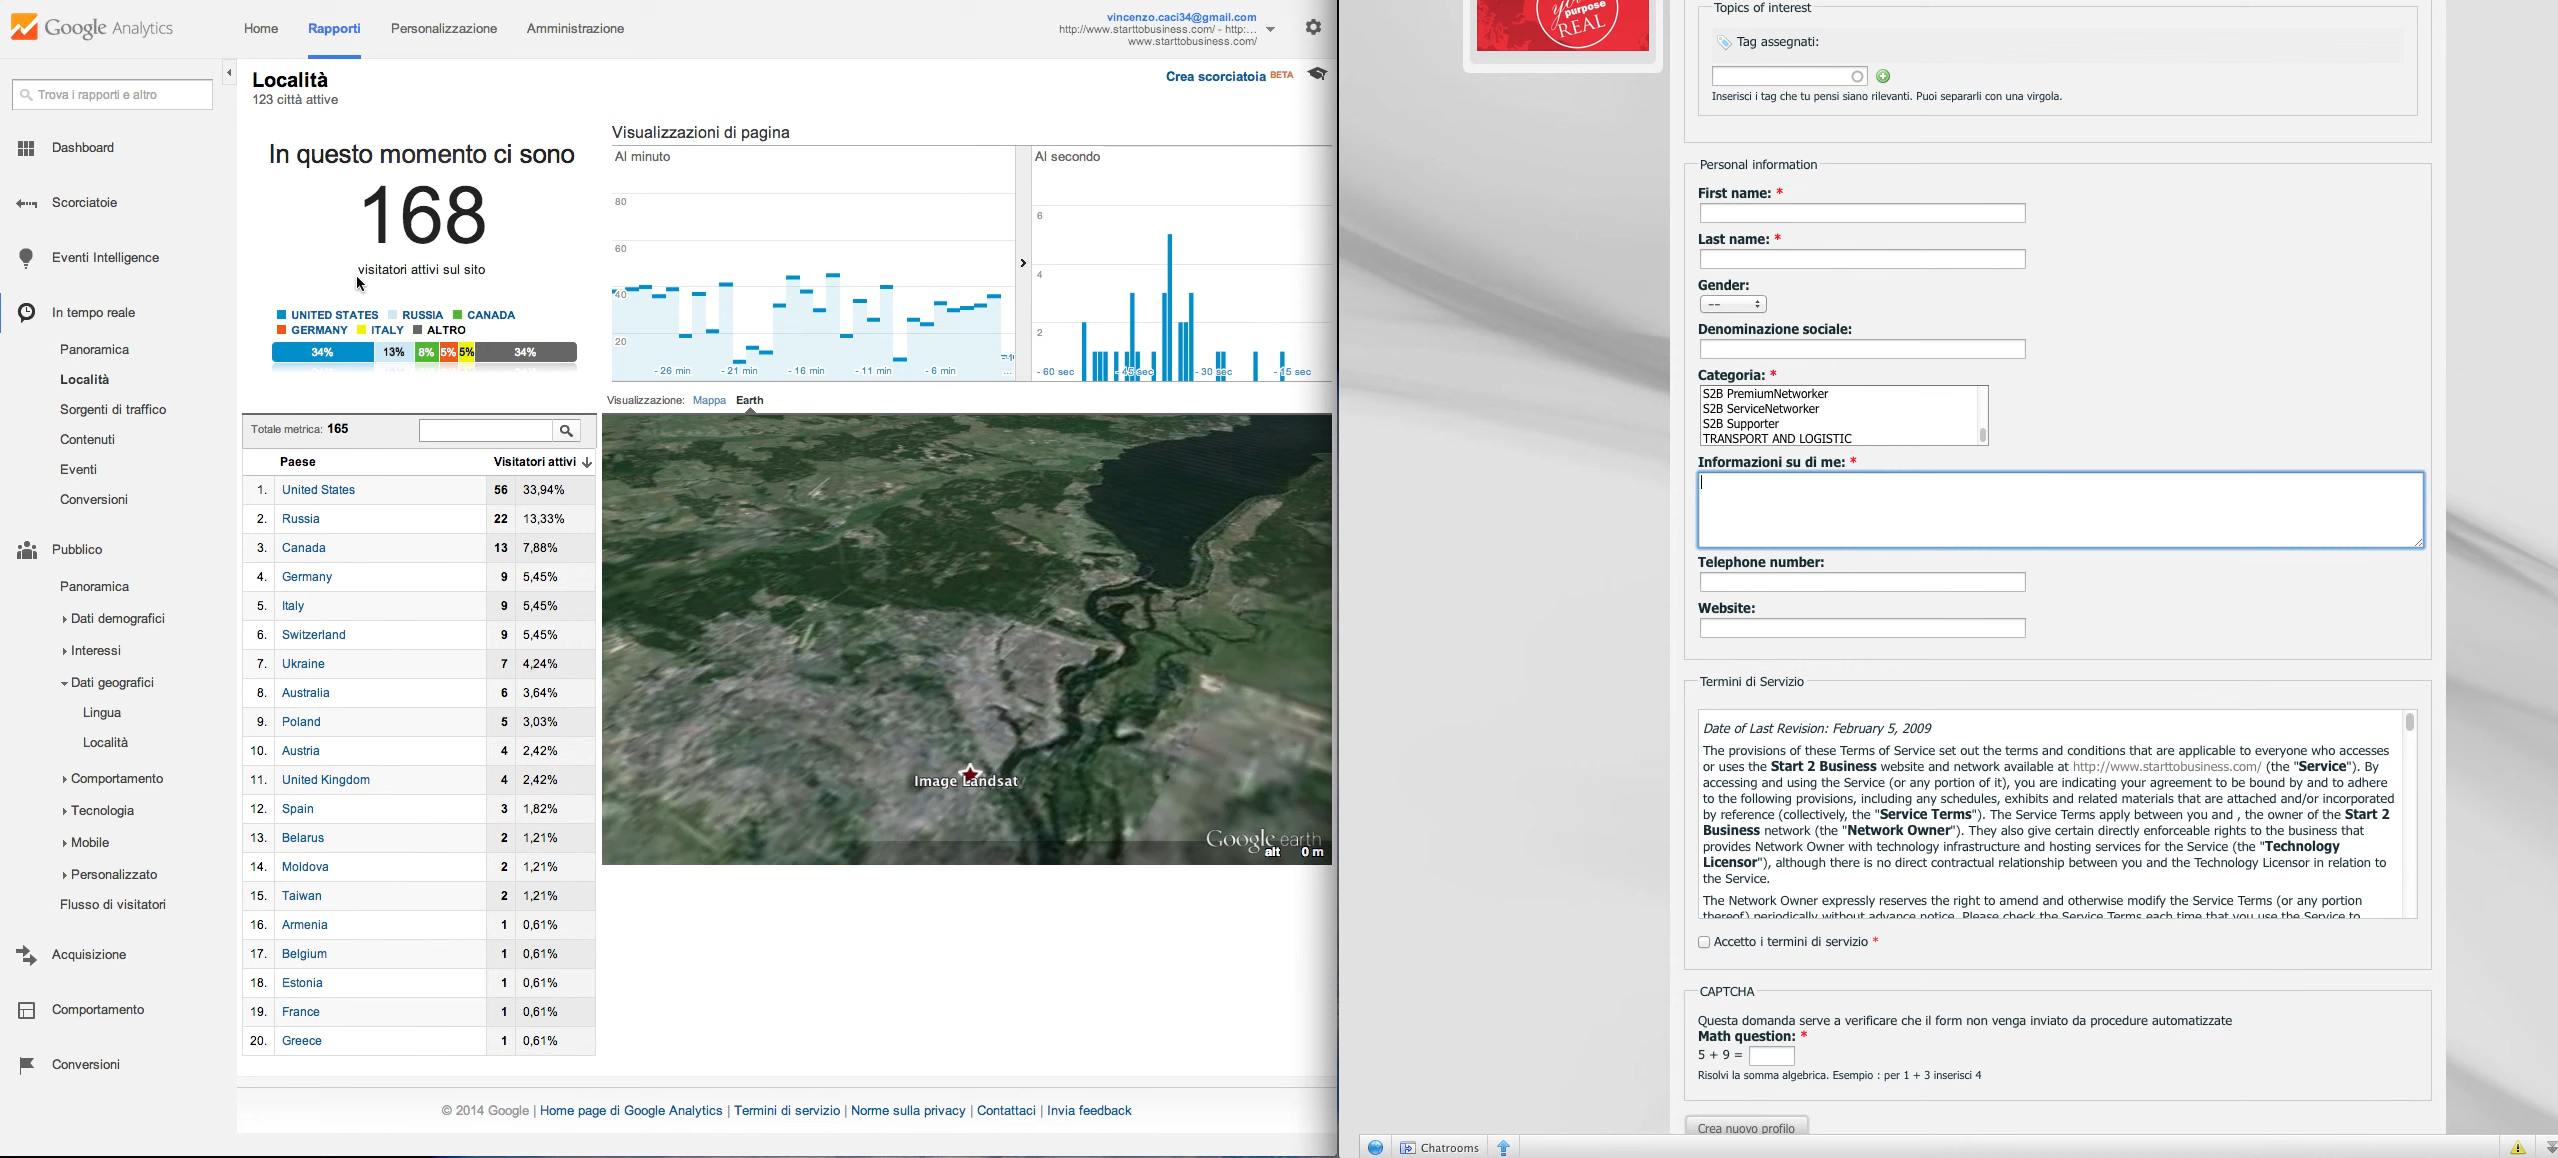 Google Analytics
Home
Rapporti
Personalizzazione
Amministrazione
vincenzo.caci34@gmail.com
http://www.starttobusiness.com/ - http:...
www.starttobusiness.com/
Trova i rapporti e altro
Dashboard
Scorciatoie
Eventi Intelligence
In tempo reale
Panoramica
Località
Sorgenti di traffico
Contenuti
Eventi
Conversioni
Pubblico
Panoramica
Dati demografici
Interessi
Dati geografici
Lingua
Località
Comportamento
Tecnologia
Mobile
Personalizzato
Flusso di visitatori
Acquisizione
Comportamento
Conversioni
Località
123 città attive
Crea scorciatoia BETA
In questo momento ci sono
168
visitatori attivi sul sito
UNITED STATES RUSSIA CANADA
GERMANY ITALY ALTRO
34% 13% 8% 5% 5% 34%
Visualizzazioni di pagina
Al minuto
80
60
40
20
- 26 min - 21 min - 16 min - 11 min - 6 min ...
Al secondo
6
4
2
- 60 sec - 45 sec - 30 sec - 15 sec
Visualizzazione: Mappa Earth
Totale metrica: 165
Paese Visitatori attivi
1. United States 56 33,94%
2. Russia 22 13,33%
3. Canada 13 7,88%
4. Germany 9 5,45%
5. Italy 9 5,45%
6. Switzerland 9 5,45%
7. Ukraine 7 4,24%
8. Australia 6 3,64%
9. Poland 5 3,03%
10. Austria 4 2,42%
11. United Kingdom 4 2,42%
12. Spain 3 1,82%
13. Belarus 2 1,21%
14. Moldova 2 1,21%
15. Taiwan 2 1,21%
16. Armenia 1 0,61%
17. Belgium 1 0,61%
18. Estonia 1 0,61%
19. France 1 0,61%
20. Greece 1 0,61%
Image Landsat
Google earth
alt 0 m
© 2014 Google | Home page di Google Analytics | Termini di servizio | Norme sulla privacy | Contattaci | Invia feedback
purpose
REAL
Topics of interest
Tag assegnati:
Inserisci i tag che tu pensi siano rilevanti. Puoi separarli con una virgola.
Personal information
First name: *
Last name: *
Gender:
--
Denominazione sociale:
Categoria: *
S2B PremiumNetworker
S2B ServiceNetworker
S2B Supporter
TRANSPORT AND LOGISTIC
Informazioni su di me: *
Telephone number:
Website:
Termini di Servizio
Date of Last Revision: February 5, 2009
The provisions of these Terms of Service set out the terms and conditions that are applicable to everyone who accesses
or uses the Start 2 Business website and network available at http://www.starttobusiness.com/ (the "Service"). By
accessing and using the Service (or any portion of it), you are indicating your agreement to be bound by and to adhere
to the following provisions, including any schedules, exhibits and related materials that are attached and/or incorporated
by reference (collectively, the "Service Terms"). The Service Terms apply between you and , the owner of the Start 2
Business network (the "Network Owner"). They also give certain directly enforceable rights to the business that
provides Network Owner with technology infrastructure and hosting services for the Service (the "Technology
Licensor"), although there is no direct contractual relationship between you and the Technology Licensor in relation to
the Service.
The Network Owner expressly reserves the right to amend and otherwise modify the Service Terms (or any portion
thereof) periodically without advance notice. Please check the Service Terms each time that you use the Service to
Accetto i termini di servizio *
CAPTCHA
Questa domanda serve a verificare che il form non venga inviato da procedure automatizzate
Math question: *
5 + 9 =
Risolvi la somma algebrica. Esempio : per 1 + 3 inserisci 4
Crea nuovo profilo
Chatrooms